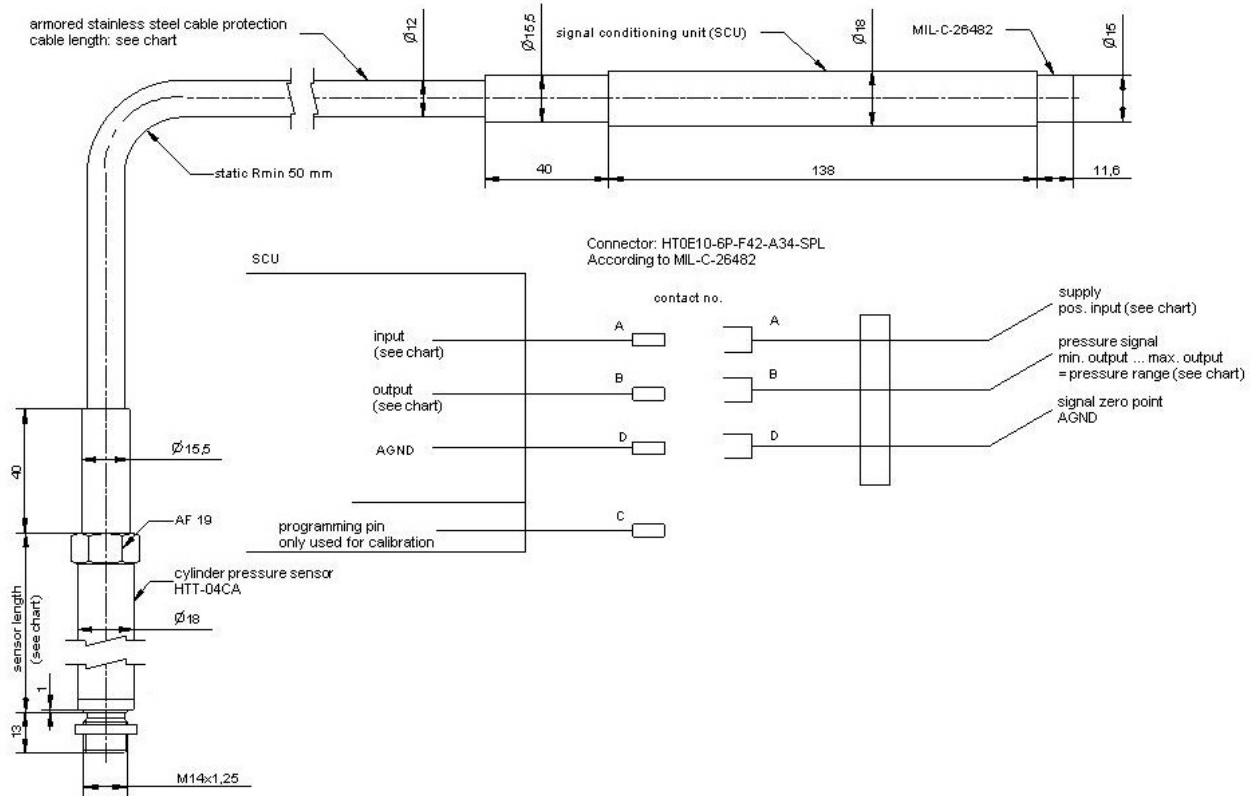 armored stainless steel cable protection
cable length: see chart
Ø12
Ø15,5
signal conditioning unit (SCU)
Ø18
MIL-C-26482
Ø15
static Rmin 50 mm
40
138
11,6
Connector: HT0E10-6P-F42-A34-SPL
According to MIL-C-26482
SCU
contact no.
input
(see chart)
A
A
supply
pos. input (see chart)
output
(see chart)
B
B
pressure signal
min. output ... max. output
= pressure range (see chart)
AGND
D
D
signal zero point
AGND
programming pin
only used for calibration
C
40
Ø15,5
AF 19
cylinder pressure sensor
HTT-04CA
Ø18
sensor length
(see chart)
1
13
M14x1,25